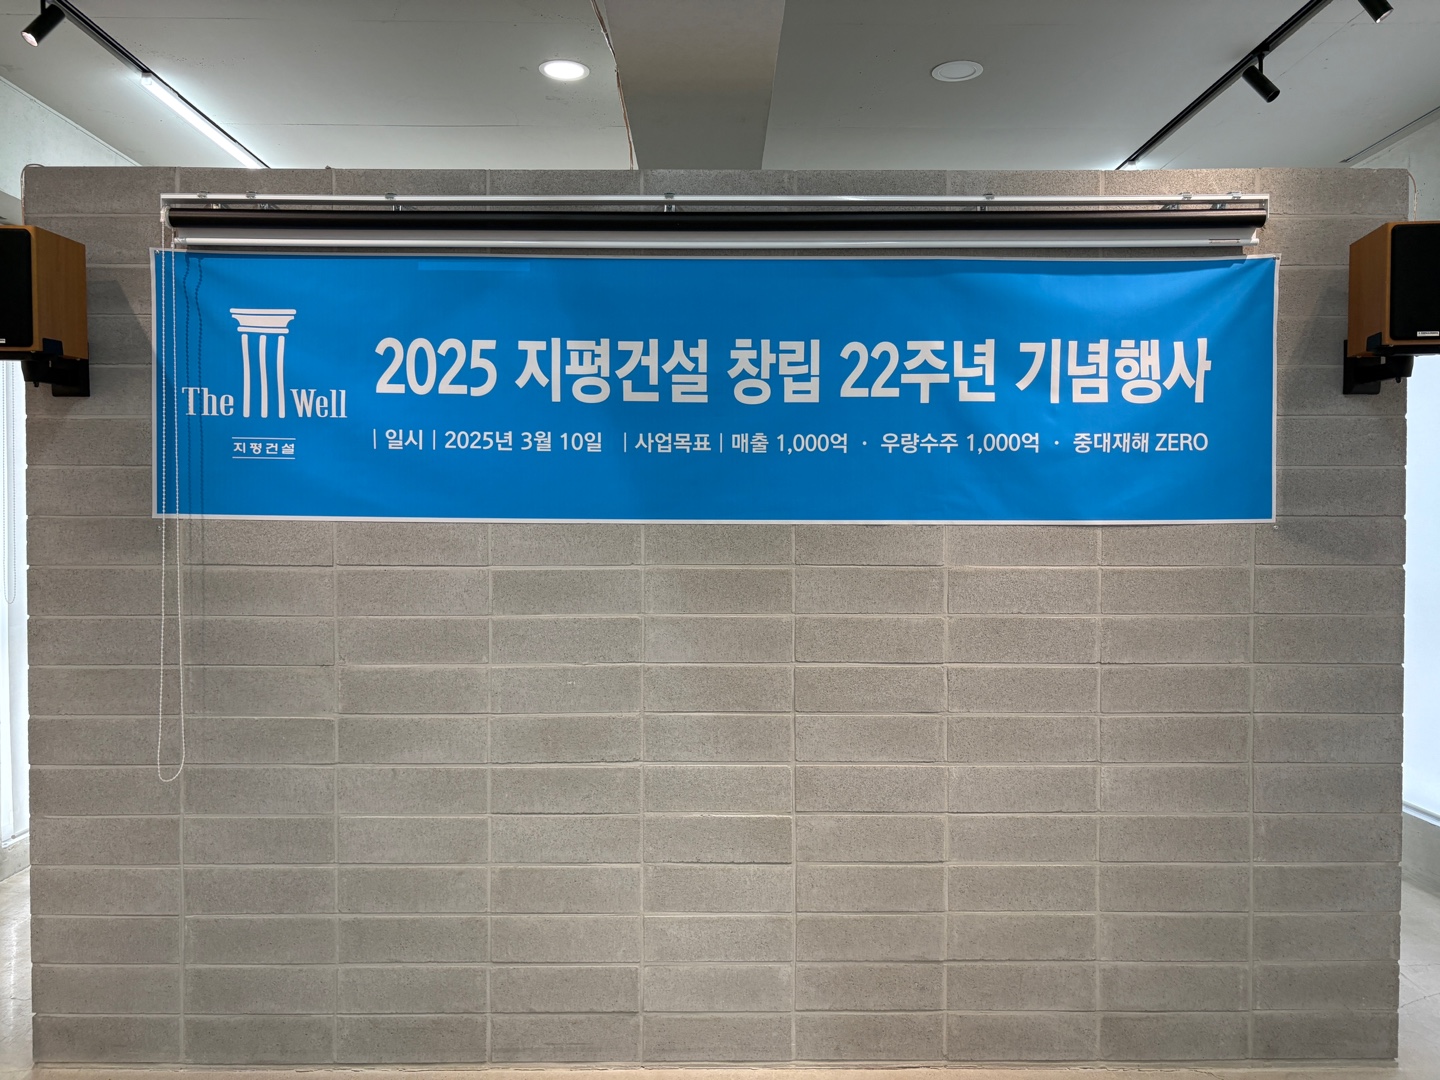 The Well
지평건설
2025 지평건설 창립 22주년 기념행사
| 일시 | 2025년 3월 10일 | 사업목표 | 매출 1,000억 · 우량수주 1,000억 · 중대재해 ZERO